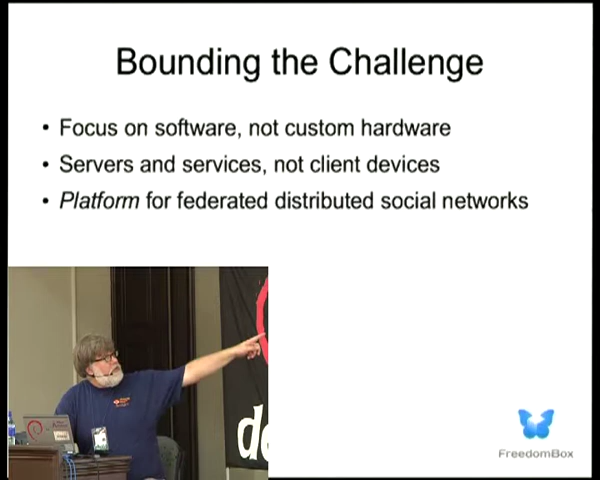 Bounding the Challenge
• Focus on software, not custom hardware
• Servers and services, not client devices
• Platform for federated distributed social networks
de
FreedomBox